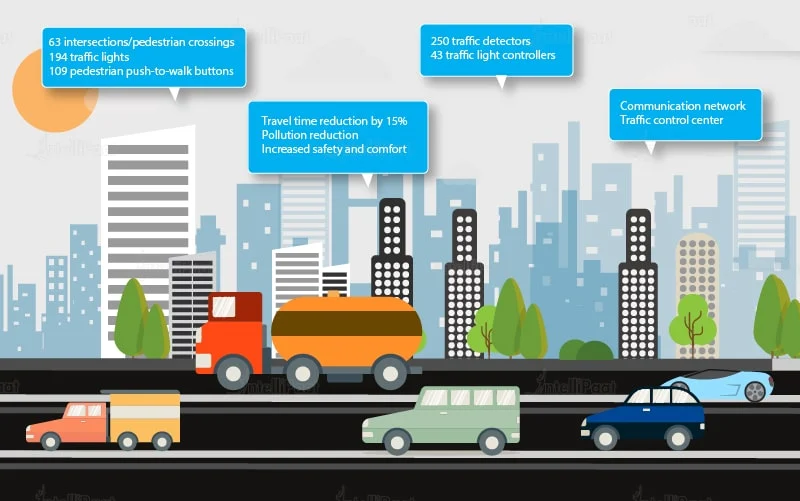 63 intersections/pedestrian crossings
194 traffic lights
109 pedestrian push-to-walk buttons
250 traffic detectors
43 traffic light controllers
Travel time reduction by 15%
Pollution reduction
Increased safety and comfort
Communication network
Traffic control center
IntelliPaat